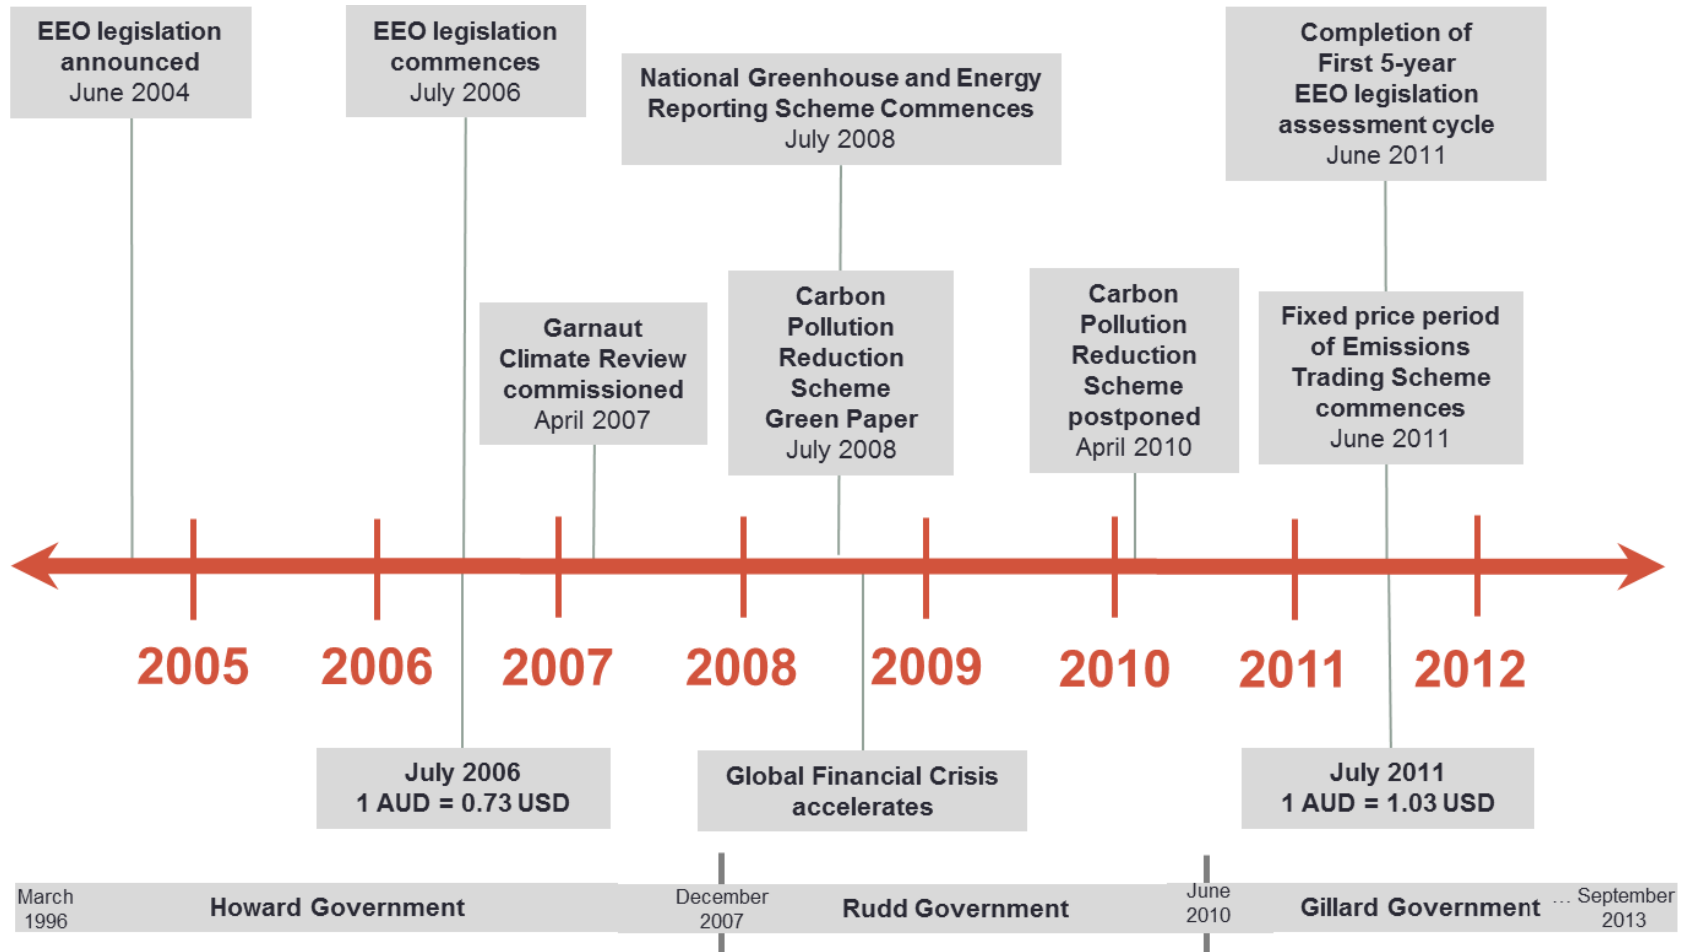 EEO legislation
announced
June 2004
EEO legislation
commences
July 2006
National Greenhouse and Energy
Reporting Scheme Commences
July 2008
Completion of
First 5-year
EEO legislation
assessment cycle
June 2011
Garnaut
Climate Review
commissioned
April 2007
Carbon
Pollution
Reduction
Scheme
Green Paper
July 2008
Carbon
Pollution
Reduction
Scheme
postponed
April 2010
Fixed price period
of Emissions
Trading Scheme
commences
June 2011
2005
2006
2007
2008
2009
2010
2011
2012
July 2006
1 AUD = 0.73 USD
Global Financial Crisis
accelerates
July 2011
1 AUD = 1.03 USD
March
1996
Howard Government
December
2007
Rudd Government
June
2010
Gillard Government
... September
2013